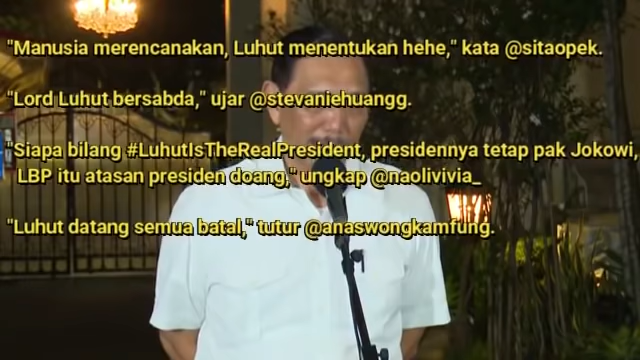 "Manusia merencanakan, Luhut menentukan hehe," kata @sitaopek.
"Lord Luhut bersabda," ujar @stevaniehuangg.
"Siapa bilang #LuhutIsTheRealPresident, presidennya tetap pak Jokowi,
LBP itu atasan presiden doang," ungkap @naolivivia_
"Luhut datang semua batal," tutur @anaswongkamfung.